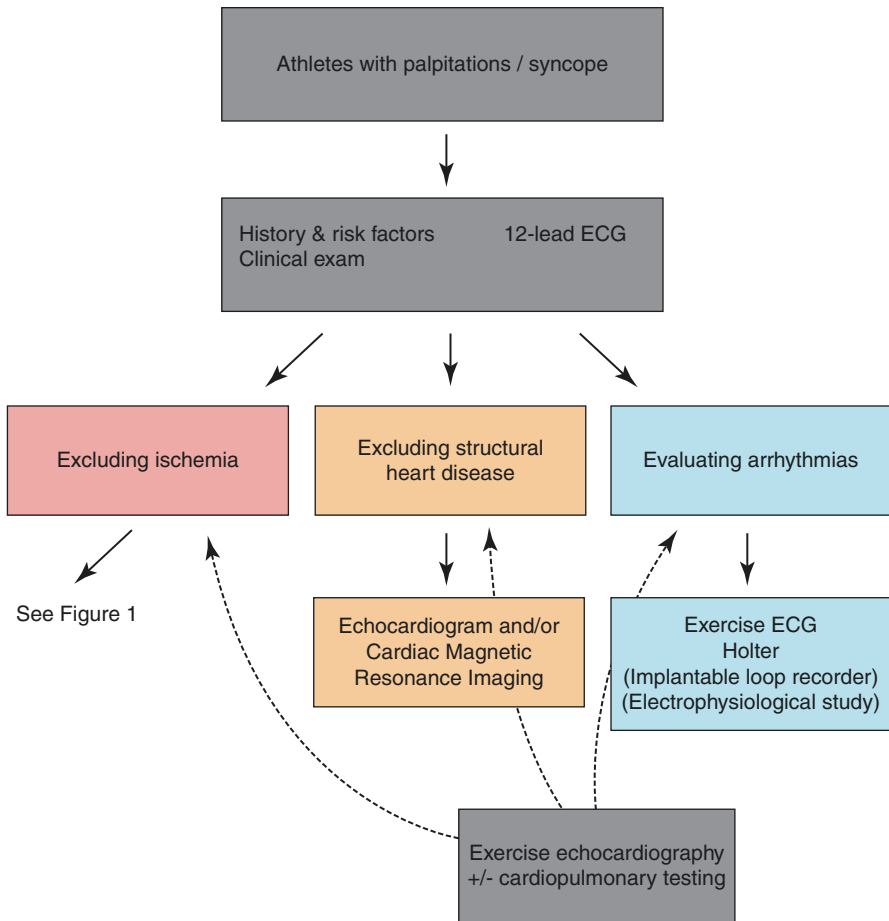 Athletes with palpitations / syncope
History & risk factors 12-lead ECG
Clinical exam
Excluding ischemia
Excluding structural
heart disease
Evaluating arrhythmias
See Figure 1
Echocardiogram and/or
Cardiac Magnetic
Resonance Imaging
Exercise ECG
Holter
(Implantable loop recorder)
(Electrophysiological study)
Exercise echocardiography
+/- cardiopulmonary testing